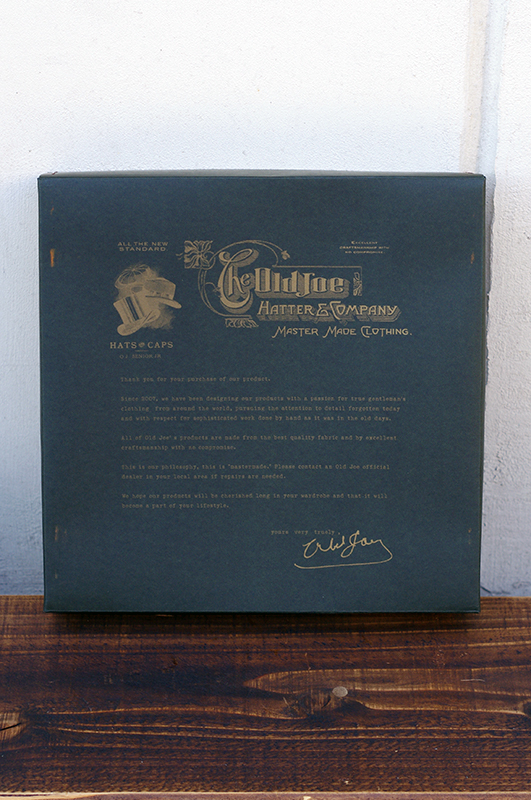 ALL THE NEW
STANDARD.
EXCELLENT
CRAFTSMANSHIP WITH
NO COMPROMISE
The Old Joe
HATTER & COMPANY
MASTER MADE CLOTHING.
HATS CAPS
Thank you for your purchase of our product.
Since we have been designing our products with a passion for true gentleman's
clothing from around the world, pursuing the attention to detail forgotten today
and with respect for sophisticated work done by hand as it was in the old days.
All of Old Joe's products are made from the best quality fabric and by excellent
craftsmanship with no compromise.
This is our philosophy, this is "mastermade." Please contact an Old Joe official
dealer in your local area if repairs are needed.
We hope our products will be cherished long in your wardrobe and that it will
become a part of your lifestyle.
yours very truly,